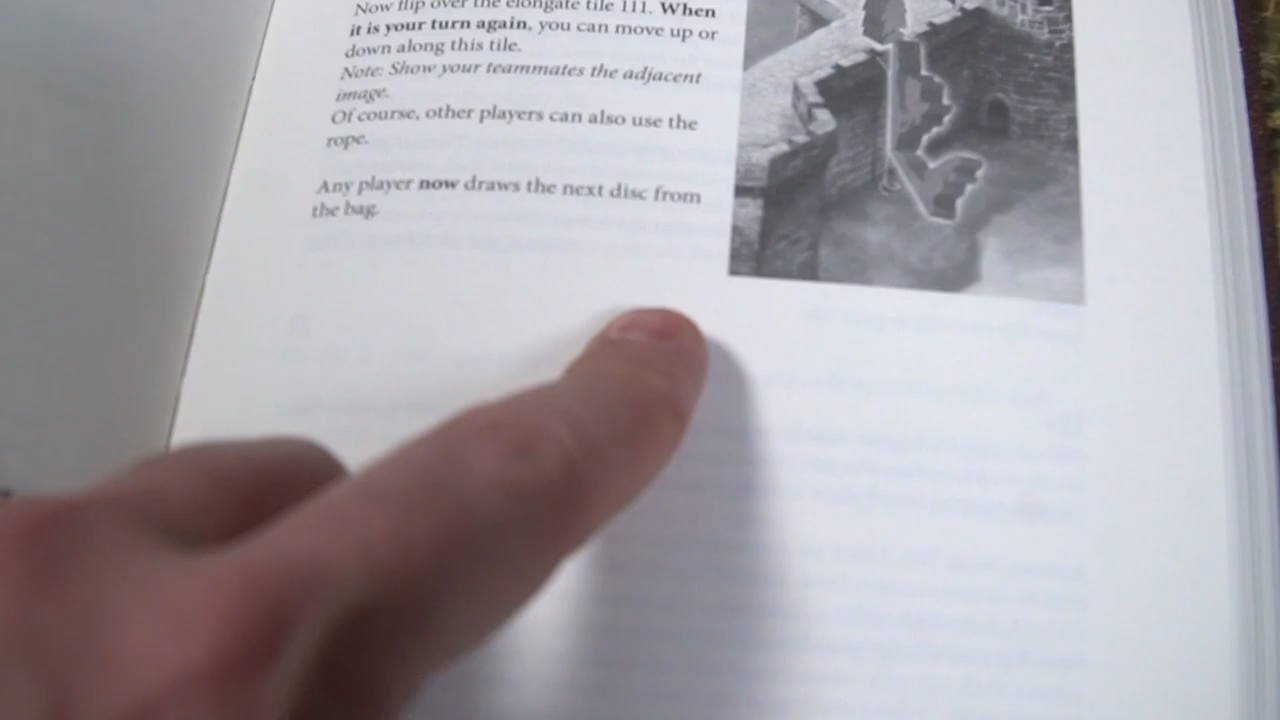 Now flip over the elongate tile 111. When
it is your turn again, you can move up or
down along this tile.
Note: Show your teammates the adjacent
image.
Of course, other players can also use the
rope.
Any player now draws the next disc from
the bag.